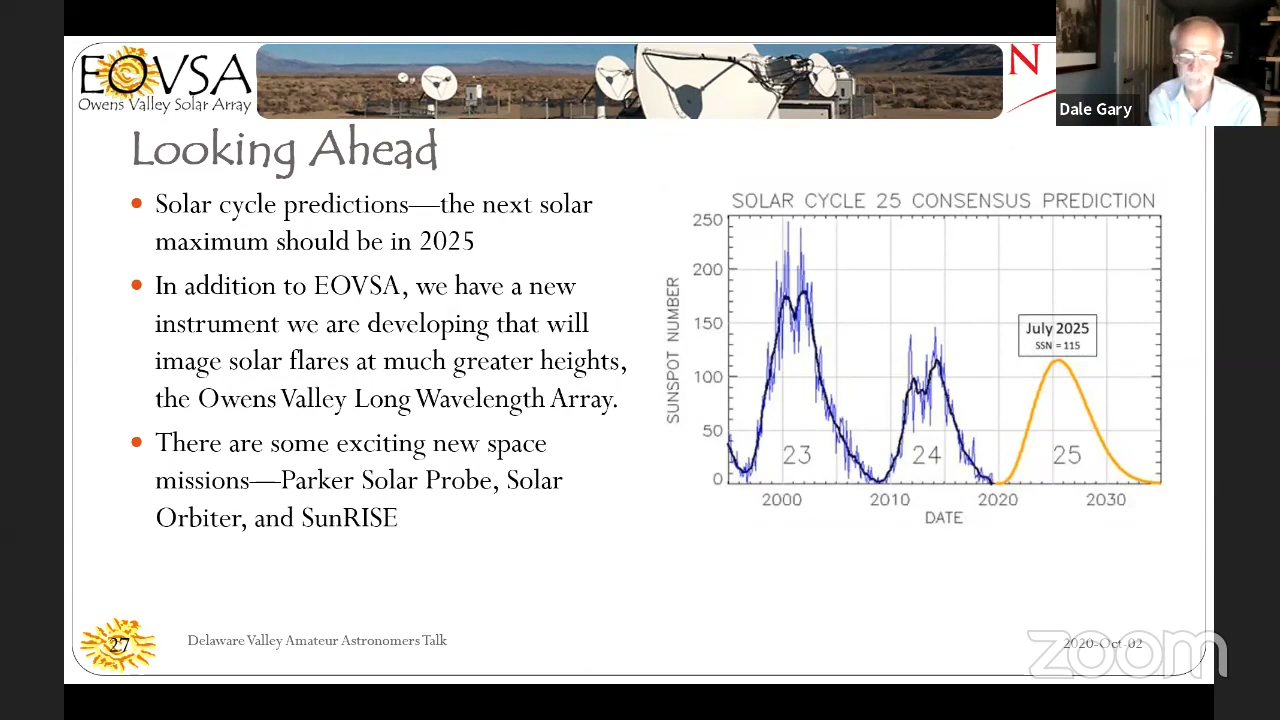 EOVSA
Owens Valley Solar Array
N
Dale Gary
Looking Ahead
• Solar cycle predictions—the next solar
maximum should be in 2025
• In addition to EOVSA, we have a new
instrument we are developing that will
image solar flares at much greater heights,
the Owens Valley Long Wavelength Array.
• There are some exciting new space
missions—Parker Solar Probe, Solar
Orbiter, and SunRISE
SOLAR CYCLE 25 CONSENSUS PREDICTION
250
200
150
100
50
0
SUNSPOT NUMBER
July 2025
SSN = 115
23
24
25
2000
2010
2020
2030
DATE
27
Delaware Valley Amateur Astronomers Talk
2020-Oct-02
zoom